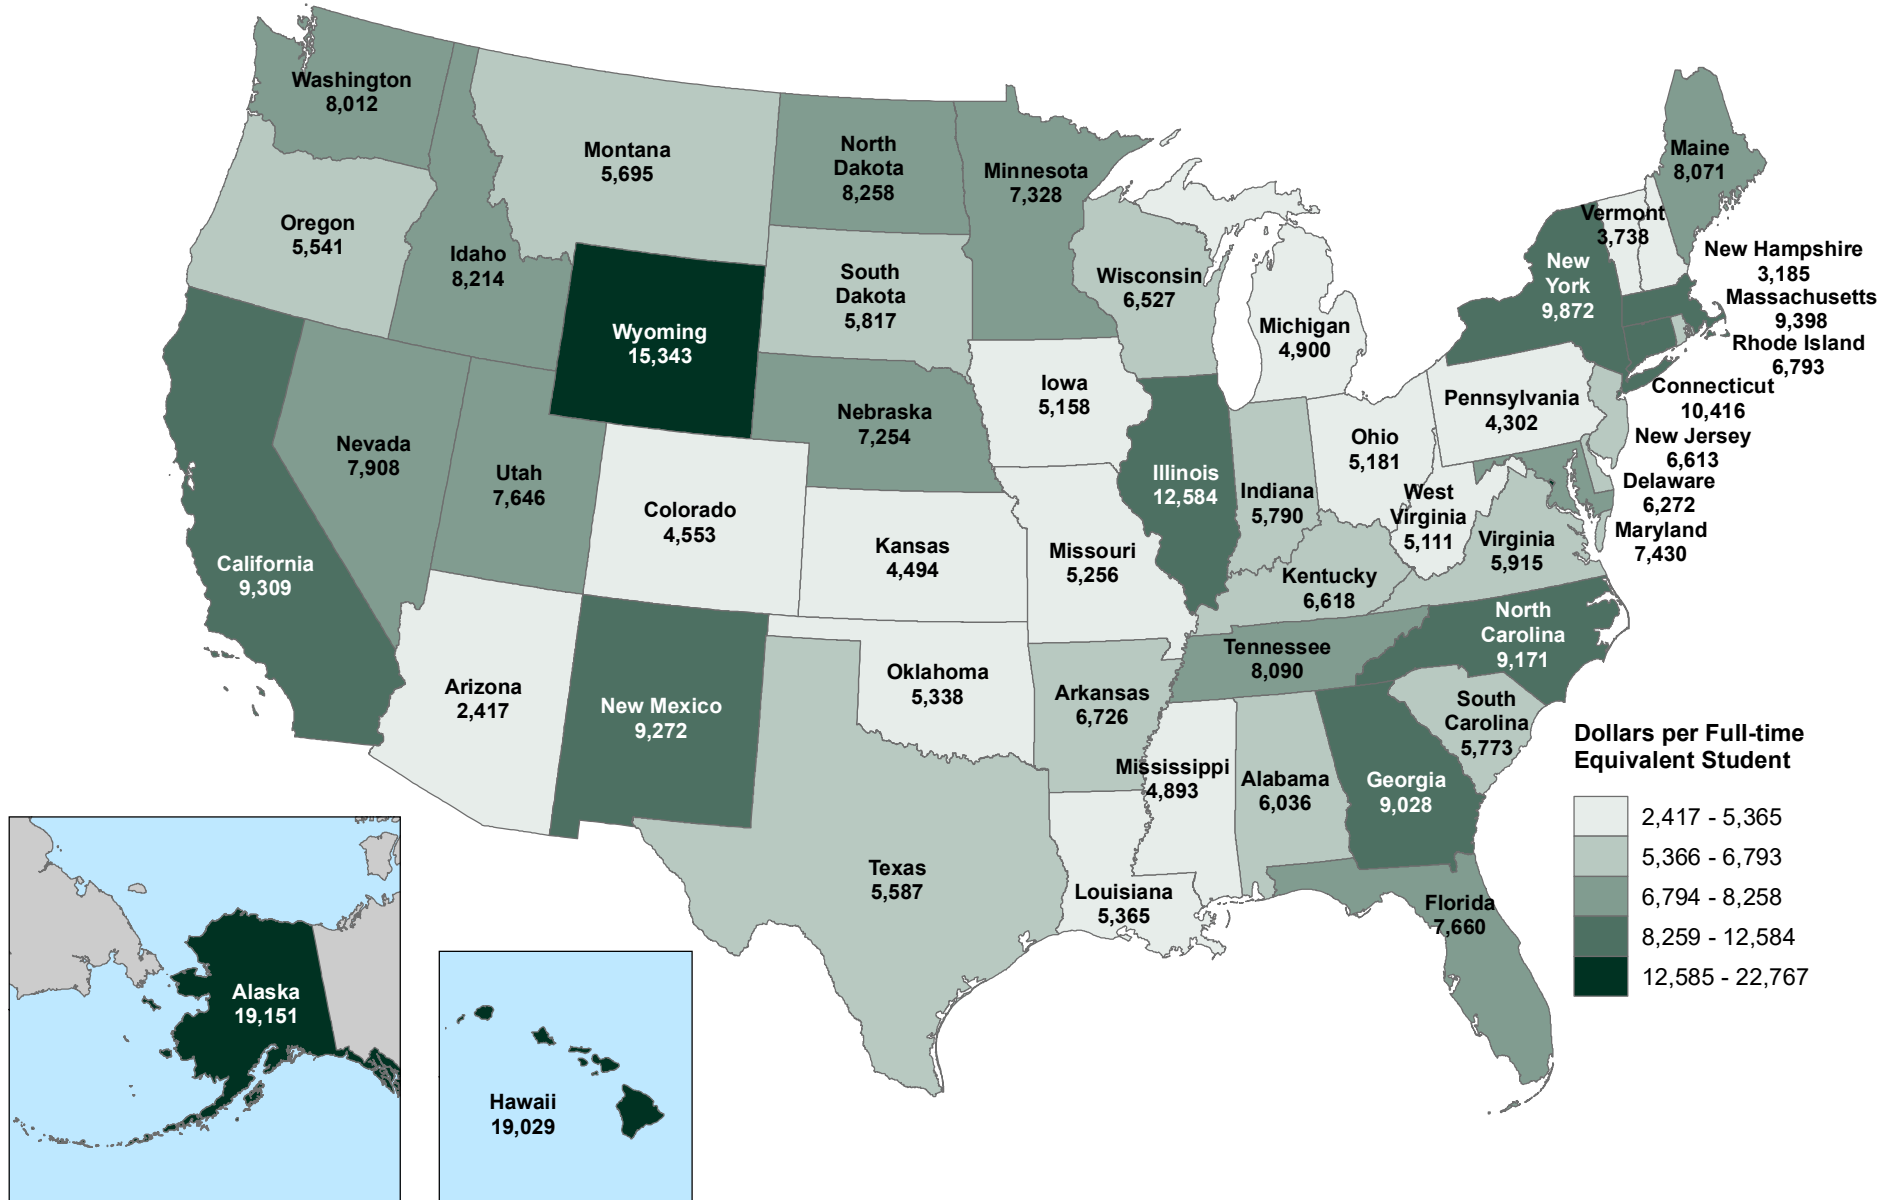 Washington
8,012
Montana
5,695
North
Dakota
8,258
Minnesota
7,328
Maine
8,071
Oregon
5,541
Idaho
8,214
Wyoming
15,343
South
Dakota
5,817
Wisconsin
6,527
Michigan
4,900
Vermont
3,738
New
York
9,872
New Hampshire
3,185
Massachusetts
9,398
Rhode Island
6,793
Connecticut
10,416
New Jersey
6,613
Delaware
6,272
Maryland
7,430
Nevada
7,908
Utah
7,646
Nebraska
7,254
Iowa
5,158
Illinois
12,584
Indiana
5,790
Ohio
5,181
Pennsylvania
4,302
West
Virginia
5,111
Virginia
5,915
California
9,309
Colorado
4,553
Kansas
4,494
Missouri
5,256
Kentucky
6,618
North
Carolina
9,171
Tennessee
8,090
Arizona
2,417
New Mexico
9,272
Oklahoma
5,338
Arkansas
6,726
South
Carolina
5,773
Mississippi
4,893
Alabama
6,036
Georgia
9,028
Texas
5,587
Louisiana
5,365
Florida
7,660
Alaska
19,151
Hawaii
19,029
Dollars per Full-time
Equivalent Student
2,417 - 5,365
5,366 - 6,793
6,794 - 8,258
8,259 - 12,584
12,585 - 22,767